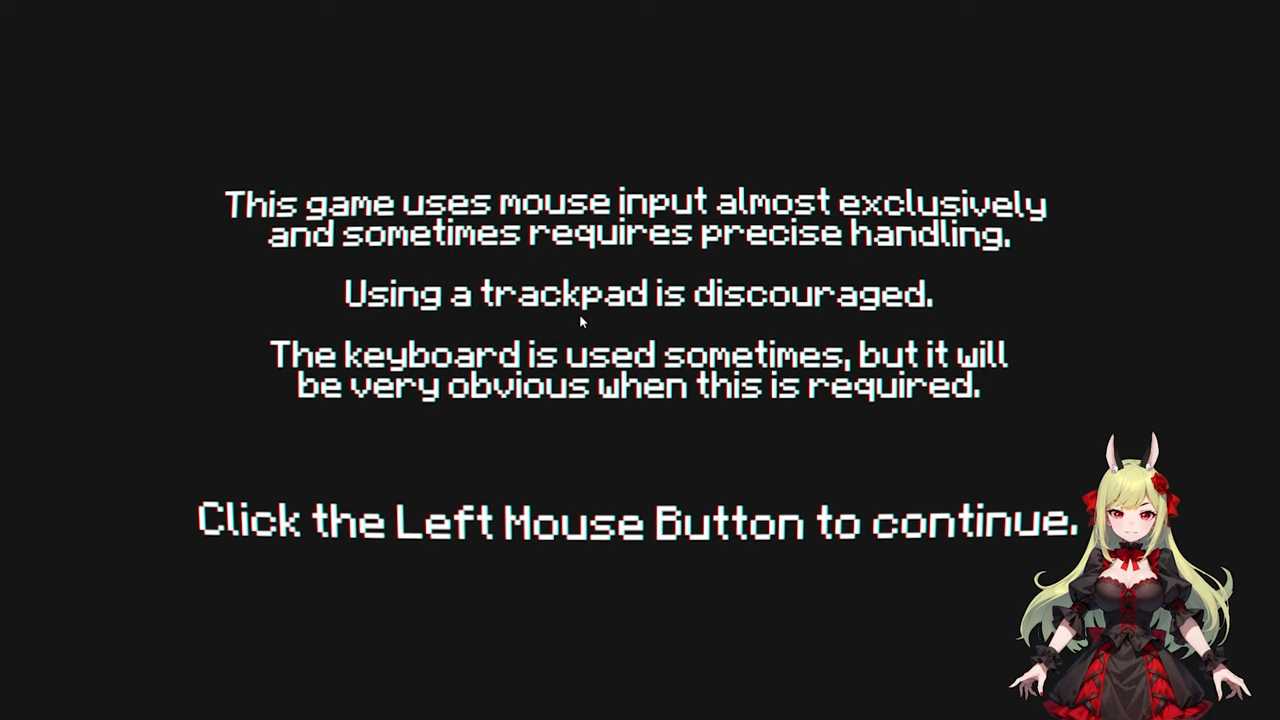 This game uses mouse input almost exclusively
and sometimes requires precise handling.
Using a trackpad is discouraged.
The keyboard is used sometimes, but it will
be very obvious when this is required.
Click the Left Mouse Button to continue.